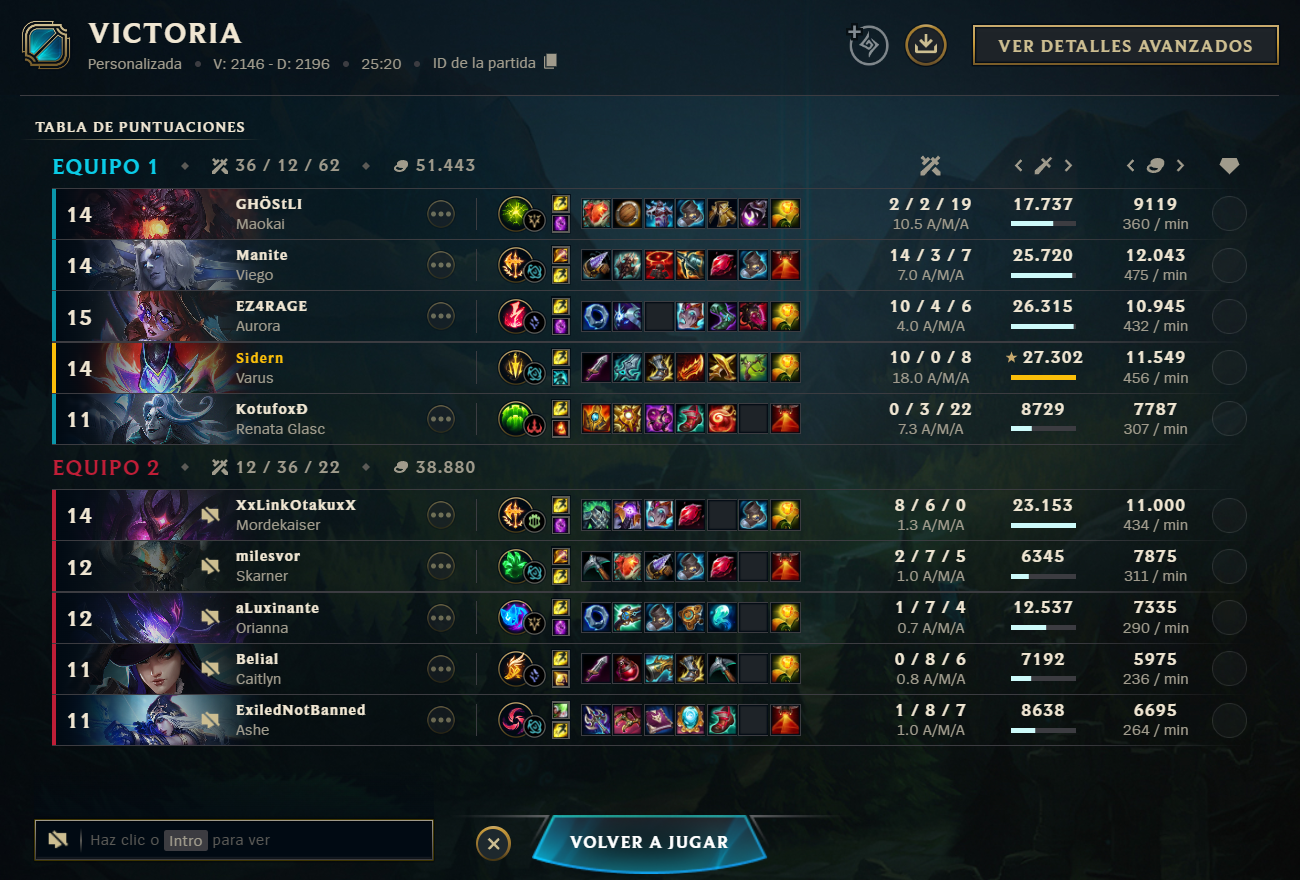 VICTORIA
Personalizada • V: 2146 - D: 2196 • 25:20 • ID de la partida
VER DETALLES AVANZADOS
TABLA DE PUNTUACIONES
EQUIPO 1 36 / 12 / 62 51.443
14 GHÖStLI 2 / 2 / 19 17.737 9119
Maokai 10.5 A/M/A 360 / min
14 Manite 14 / 3 / 7 25.720 12.043
Viego 7.0 A/M/A 475 / min
15 EZ4RAGE 10 / 4 / 6 26.315 10.945
Aurora 4.0 A/M/A 432 / min
14 Sidern 10 / 0 / 8 27.302 11.549
Varus 18.0 A/M/A 456 / min
11 KotufoxÐ 0 / 3 / 22 8729 7787
Renata Glasc 7.3 A/M/A 307 / min
EQUIPO 2 12 / 36 / 22 38.880
14 XxLinkOtakuxX 8 / 6 / 0 23.153 11.000
Mordekaiser 1.3 A/M/A 434 / min
12 milesvor 2 / 7 / 5 6345 7875
Skarner 1.0 A/M/A 311 / min
12 aLuxinante 1 / 7 / 4 12.537 7335
Orianna 0.7 A/M/A 290 / min
11 Belial 0 / 8 / 6 7192 5975
Caitlyn 0.8 A/M/A 236 / min
11 ExiledNotBanned 1 / 8 / 7 8638 6695
Ashe 1.0 A/M/A 264 / min
Haz clic o Intro para ver
VOLVER A JUGAR